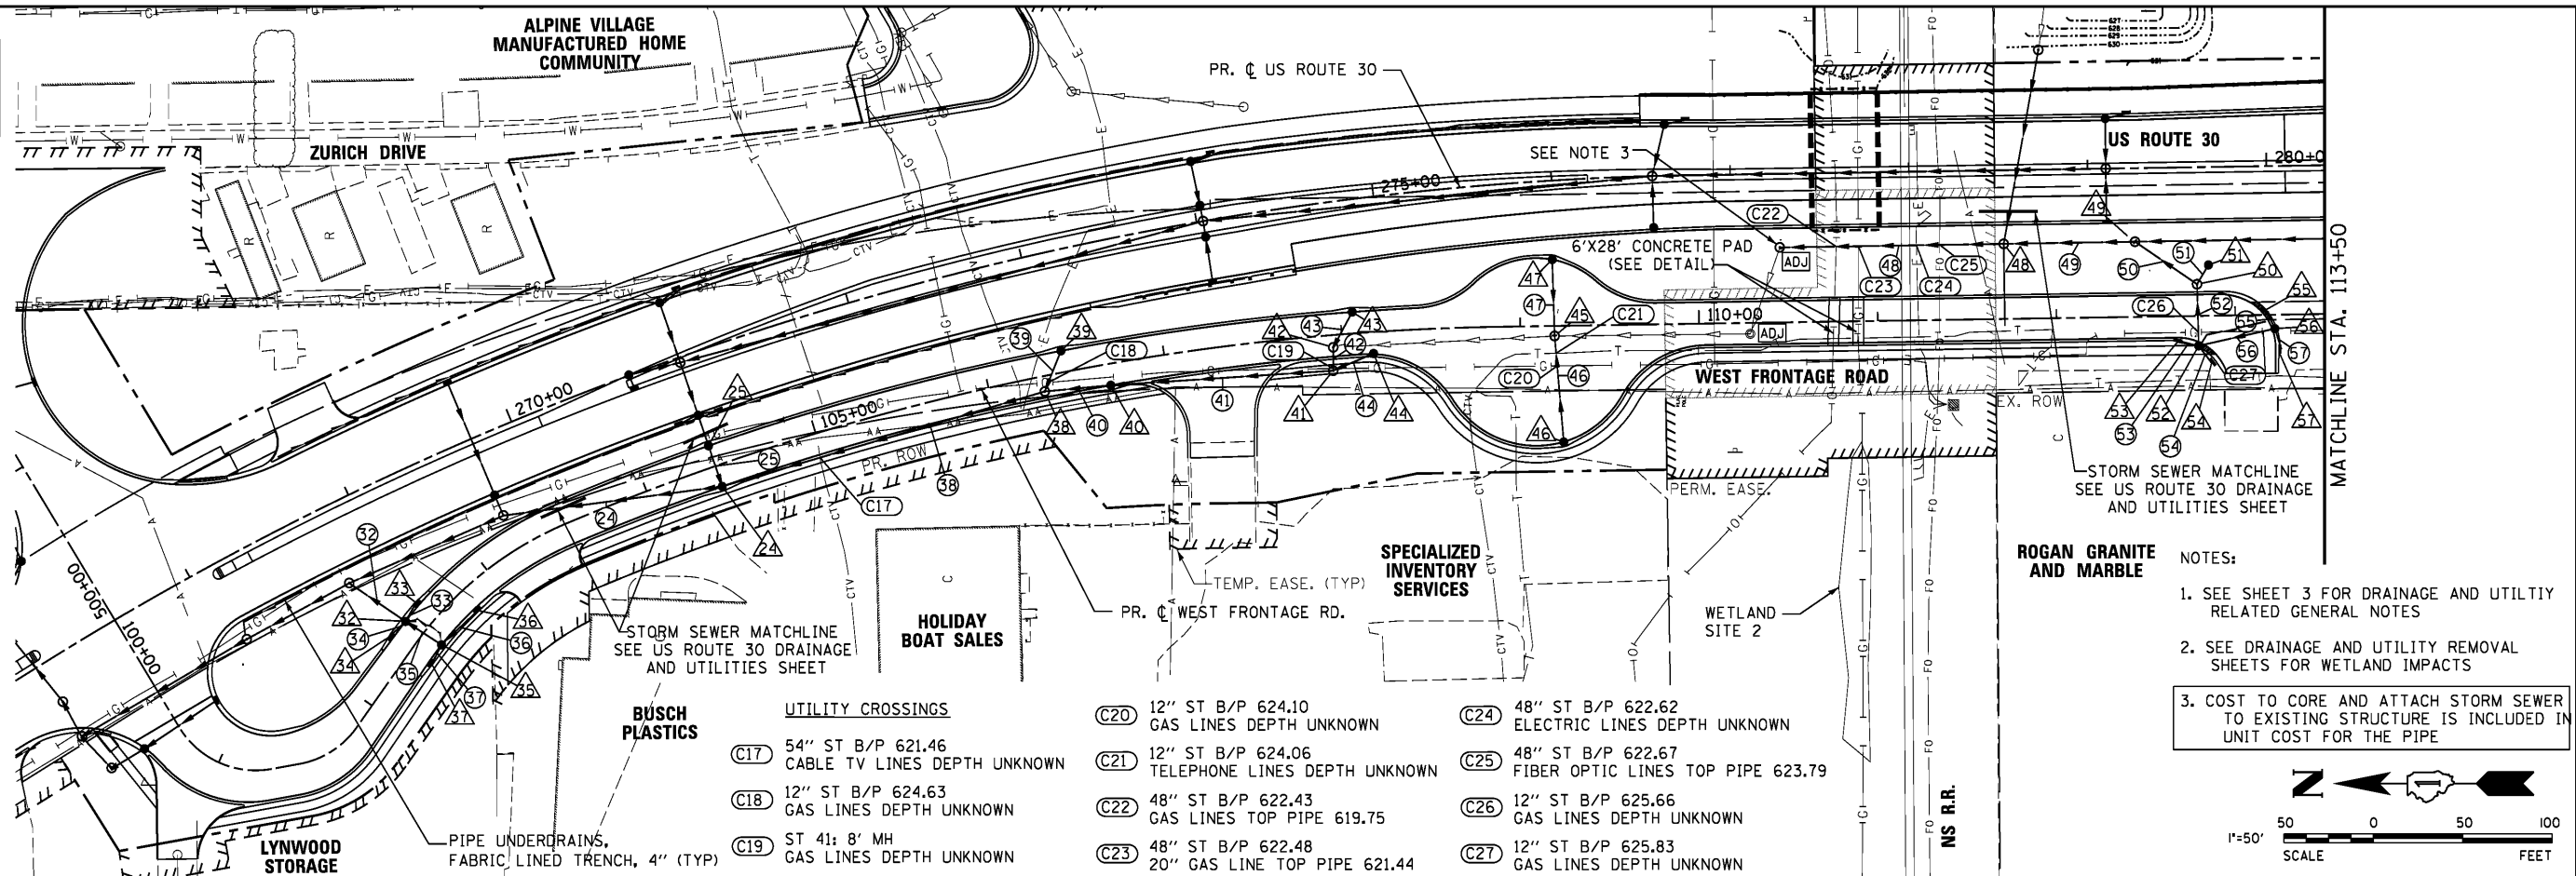 ALPINE VILLAGE
MANUFACTURED HOME
COMMUNITY
ZURICH DRIVE
PR. ℄ US ROUTE 30
SEE NOTE 3
US ROUTE 30
280+0
275+00
270+00
105+00
110+00
500+00
1001+00
6'X28' CONCRETE PAD
(SEE DETAIL)
ADJ
ADJ
WEST FRONTAGE ROAD
EX. ROW
PR. ROW
PERM. EASE.
MATCHLINE STA. 113+50
STORM SEWER MATCHLINE
SEE US ROUTE 30 DRAINAGE
AND UTILITIES SHEET
TEMP. EASE. (TYP)
PR. ℄ WEST FRONTAGE RD.
SPECIALIZED
INVENTORY
SERVICES
HOLIDAY
BOAT SALES
WETLAND
SITE 2
ROGAN GRANITE
AND MARBLE
NS R.R.
STORM SEWER MATCHLINE
SEE US ROUTE 30 DRAINAGE
AND UTILITIES SHEET
BUSCH
PLASTICS
LYNWOOD
STORAGE
PIPE UNDERDRAINS,
FABRIC LINED TRENCH, 4" (TYP)
UTILITY CROSSINGS
C17 54" ST B/P 621.46
CABLE TV LINES DEPTH UNKNOWN
C18 12" ST B/P 624.63
GAS LINES DEPTH UNKNOWN
C19 ST 41: 8' MH
GAS LINES DEPTH UNKNOWN
C20 12" ST B/P 624.10
GAS LINES DEPTH UNKNOWN
C21 12" ST B/P 624.06
TELEPHONE LINES DEPTH UNKNOWN
C22 48" ST B/P 622.43
GAS LINES TOP PIPE 619.75
C23 48" ST B/P 622.48
20" GAS LINE TOP PIPE 621.44
C24 48" ST B/P 622.62
ELECTRIC LINES DEPTH UNKNOWN
C25 48" ST B/P 622.67
FIBER OPTIC LINES TOP PIPE 623.79
C26 12" ST B/P 625.66
GAS LINES DEPTH UNKNOWN
C27 12" ST B/P 625.83
GAS LINES DEPTH UNKNOWN
NOTES:
1. SEE SHEET 3 FOR DRAINAGE AND UTILTIY
RELATED GENERAL NOTES
2. SEE DRAINAGE AND UTILITY REMOVAL
SHEETS FOR WETLAND IMPACTS
3. COST TO CORE AND ATTACH STORM SEWER
TO EXISTING STRUCTURE IS INCLUDED IN
UNIT COST FOR THE PIPE
N
1"=50'
50 0 50 100
SCALE FEET